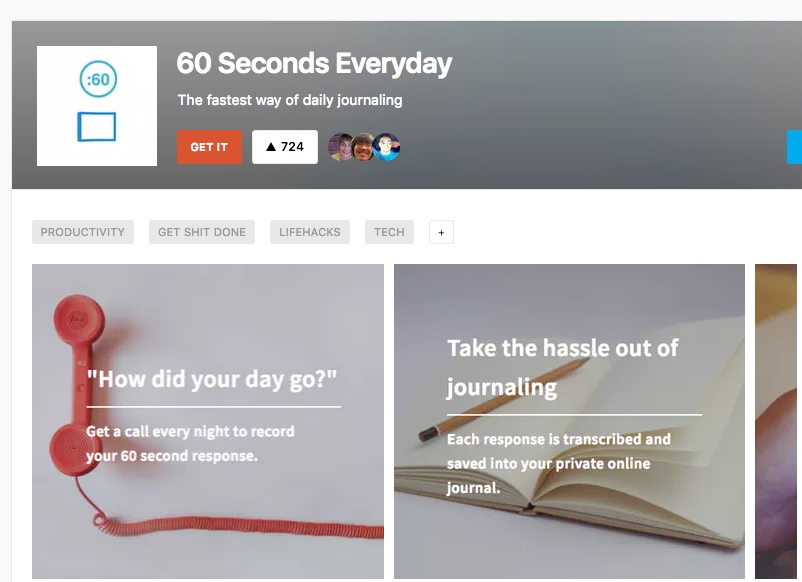 :60
60 Seconds Everyday
The fastest way of daily journaling
GET IT
▲ 724
PRODUCTIVITY
GET SHIT DONE
LIFEHACKS
TECH
+
"How did your day go?"
Get a call every night to record
your 60 second response.
Take the hassle out of
journaling
Each response is transcribed and
saved into your private online
journal.